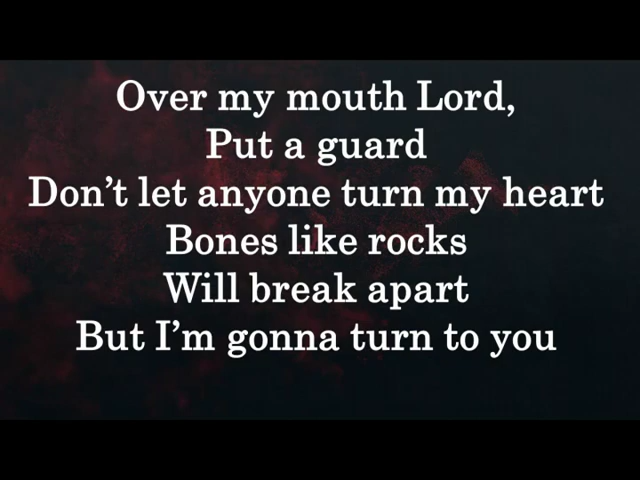 Over my mouth Lord,
Put a guard
Don’t let anyone turn my heart
Bones like rocks
Will break apart
But I’m gonna turn to you